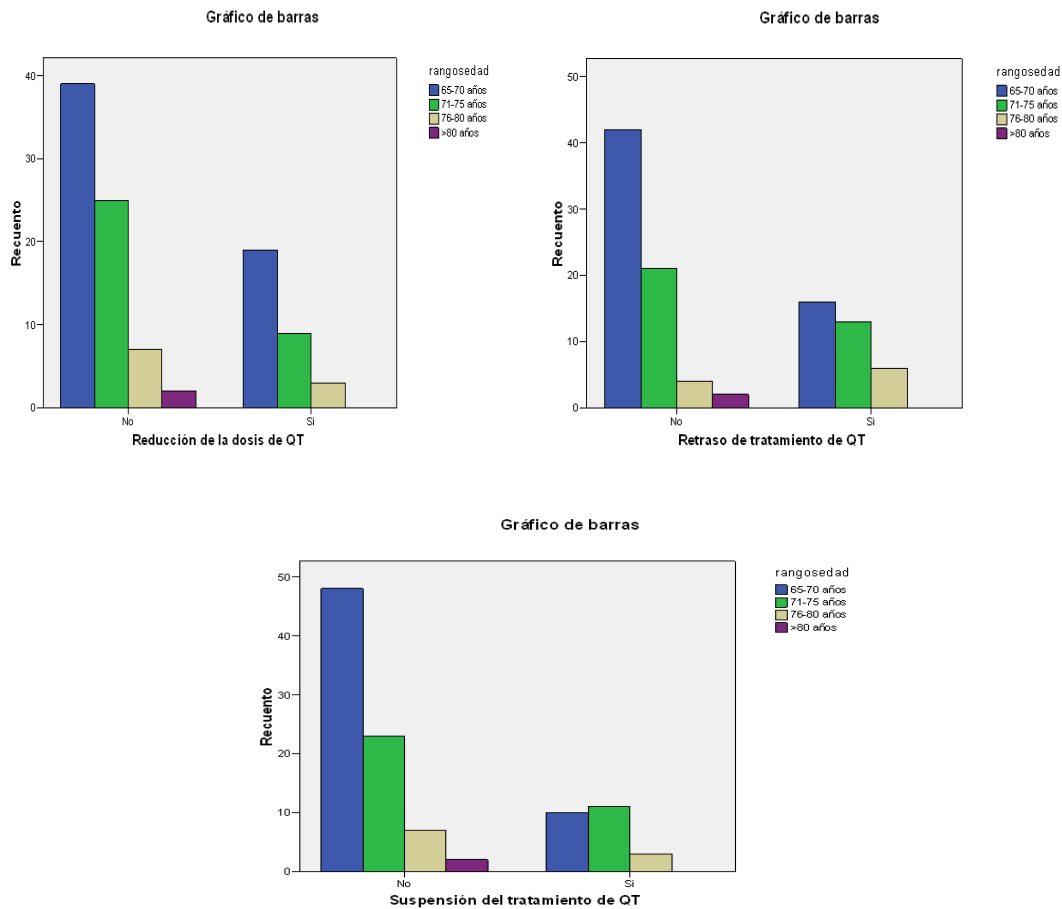 Gráfico de barras
Recuento
40
30
20
10
0
No
Si
Reducción de la dosis de QT
rangosedad
65-70 años
71-75 años
76-80 años
>80 años
Gráfico de barras
Recuento
50
40
30
20
10
0
No
Si
Retraso de tratamiento de QT
rangosedad
65-70 años
71-75 años
76-80 años
>80 años
Gráfico de barras
Recuento
50
40
30
20
10
0
No
Si
Suspensión del tratamiento de QT
rangosedad
65-70 años
71-75 años
76-80 años
>80 años